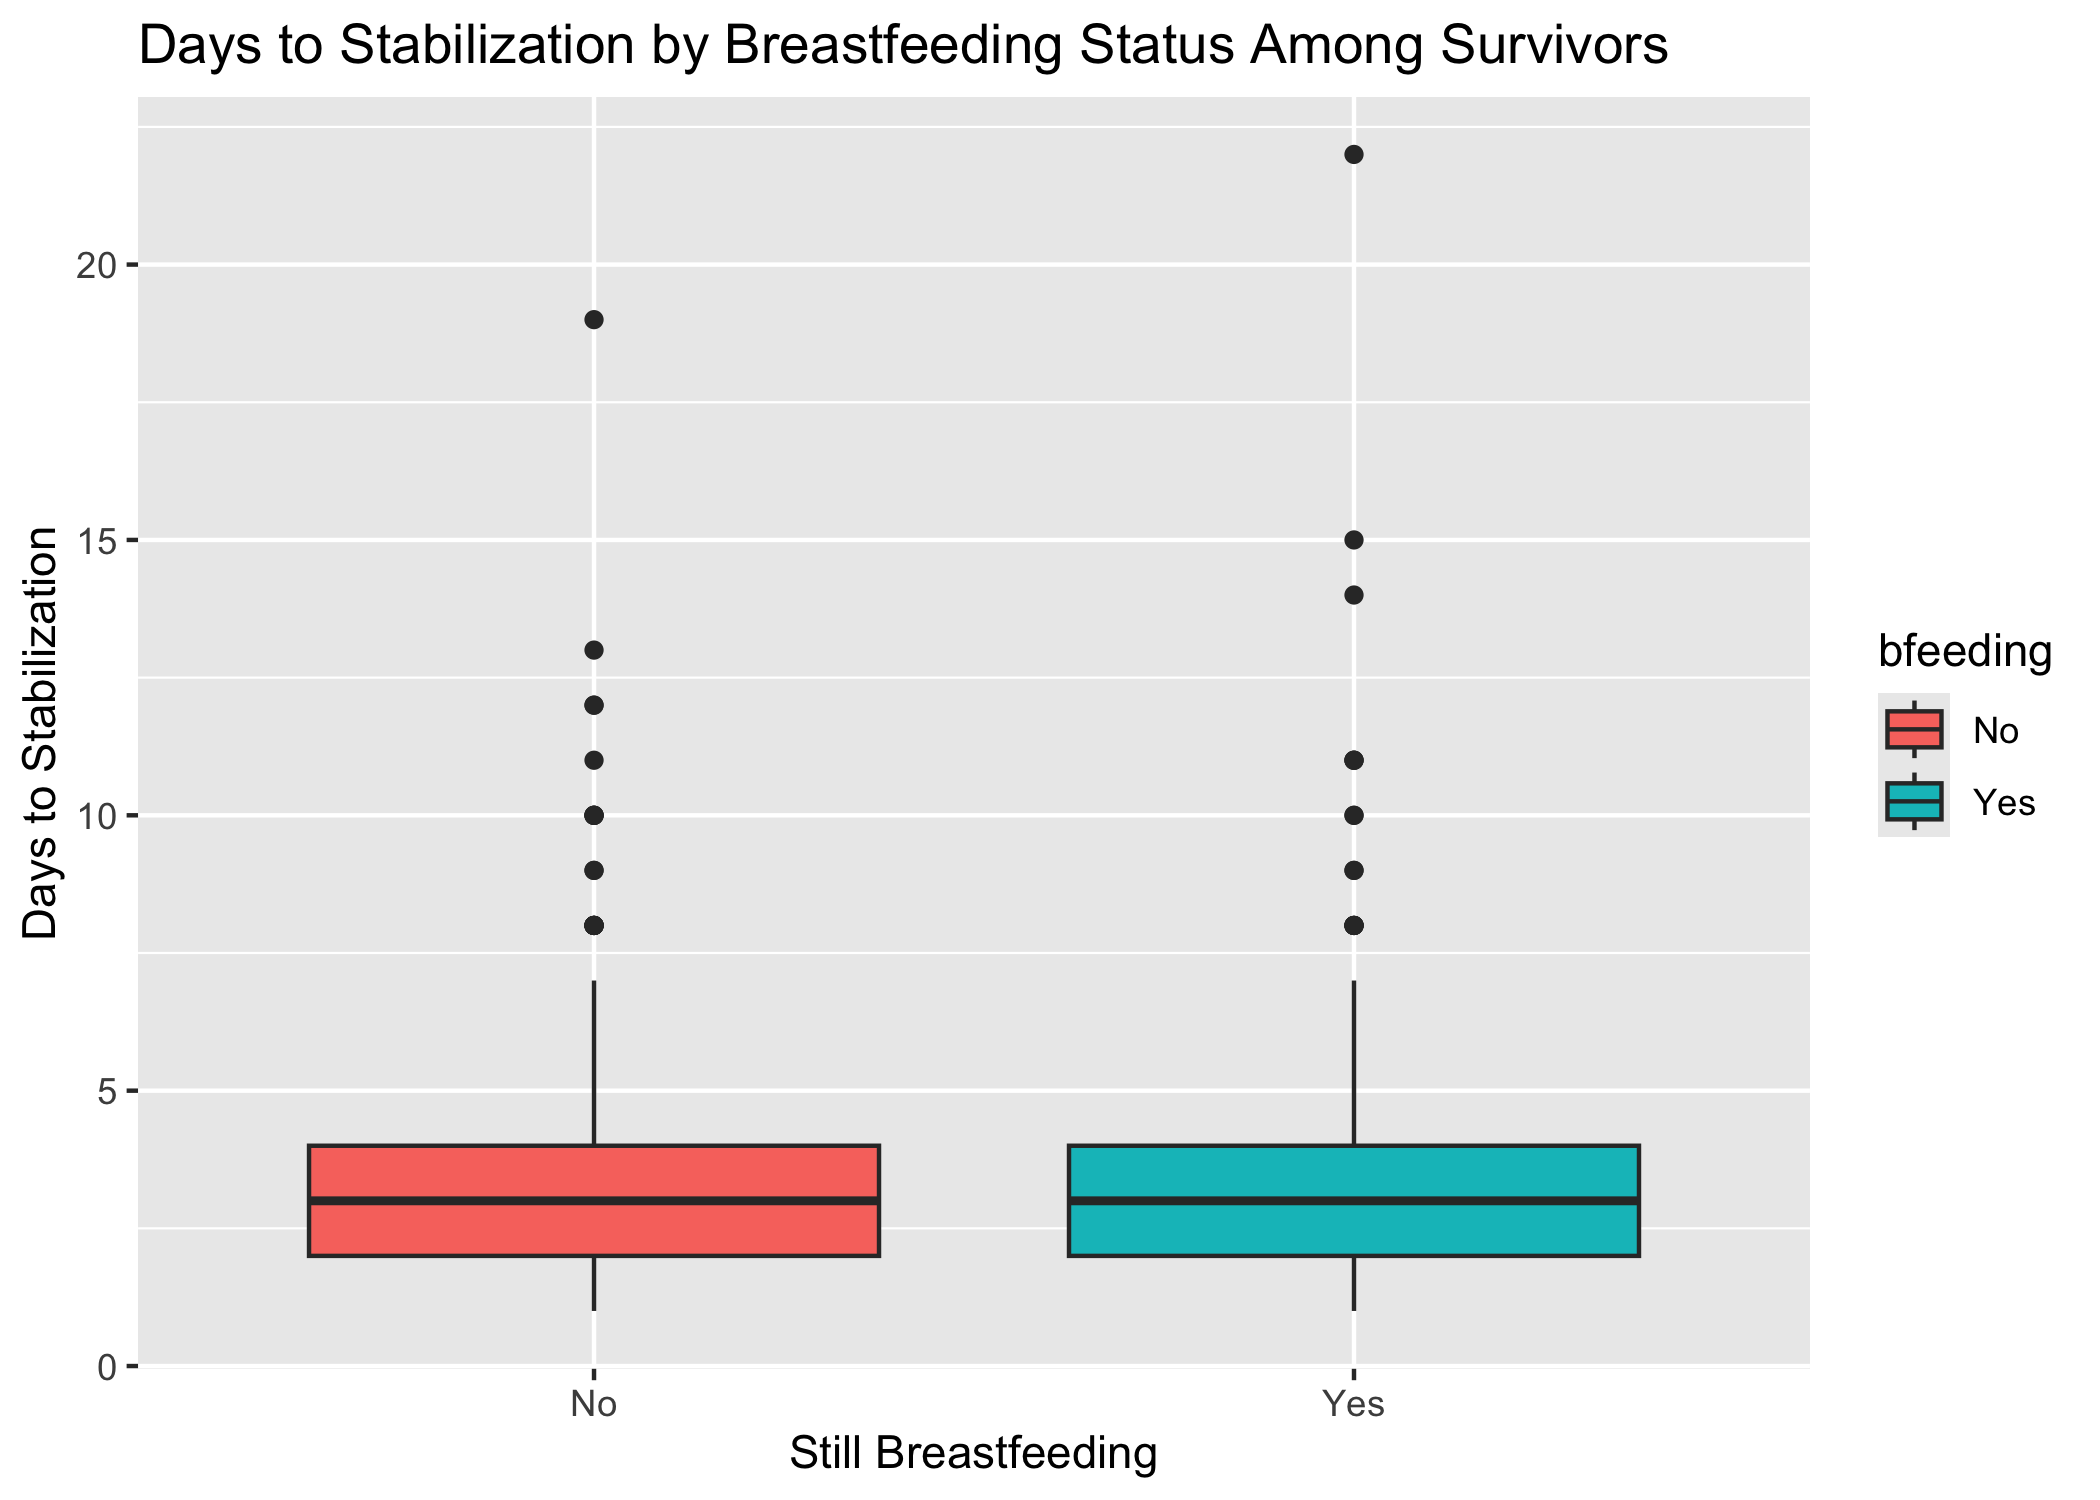 Days to Stabilization by Breastfeeding Status Among Survivors
Days to Stabilization
20
15
10
5
0
No
Yes
Still Breastfeeding
bfeeding
No
Yes